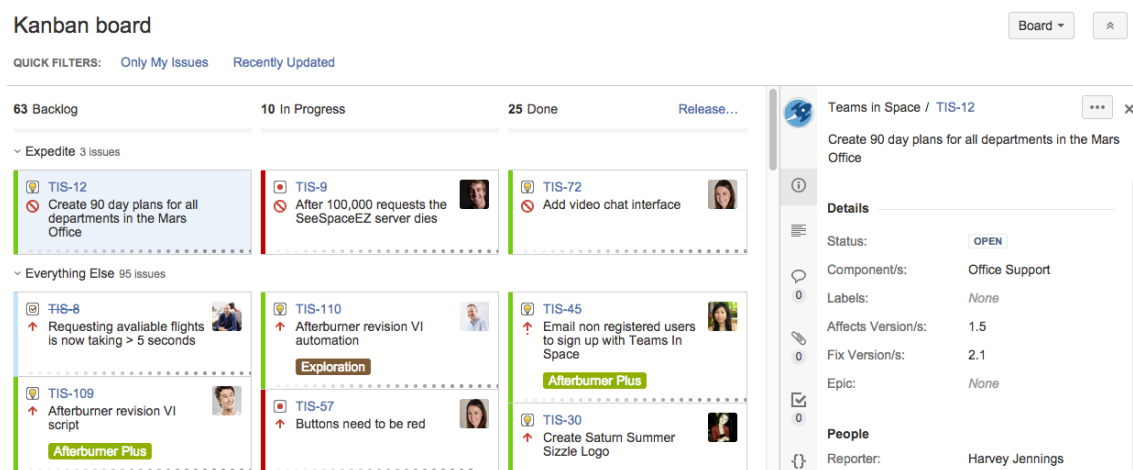 Kanban board
Board
QUICK FILTERS: Only My Issues Recently Updated
63 Backlog
10 In Progress
25 Done
Release…
Expedite 3 issues
TIS-12
Create 90 day plans for all
departments in the Mars
Office
TIS-9
After 100,000 requests the
SeeSpaceEZ server dies
TIS-72
Add video chat interface
Everything Else 95 issues
TIS-8
Requesting avaliable flights
is now taking > 5 seconds
TIS-109
Afterburner revision VI
script
Afterburner Plus
TIS-110
Afterburner revision VI
automation
Exploration
TIS-57
Buttons need to be red
TIS-45
Email non registered users
to sign up with Teams In
Space
Afterburner Plus
TIS-30
Create Saturn Summer
Sizzle Logo
Teams in Space / TIS-12
Create 90 day plans for all departments in the Mars
Office
0
0
0
Details
Status: OPEN
Component/s: Office Support
Labels: None
Affects Version/s: 1.5
Fix Version/s: 2.1
Epic: None
People
Reporter: Harvey Jennings